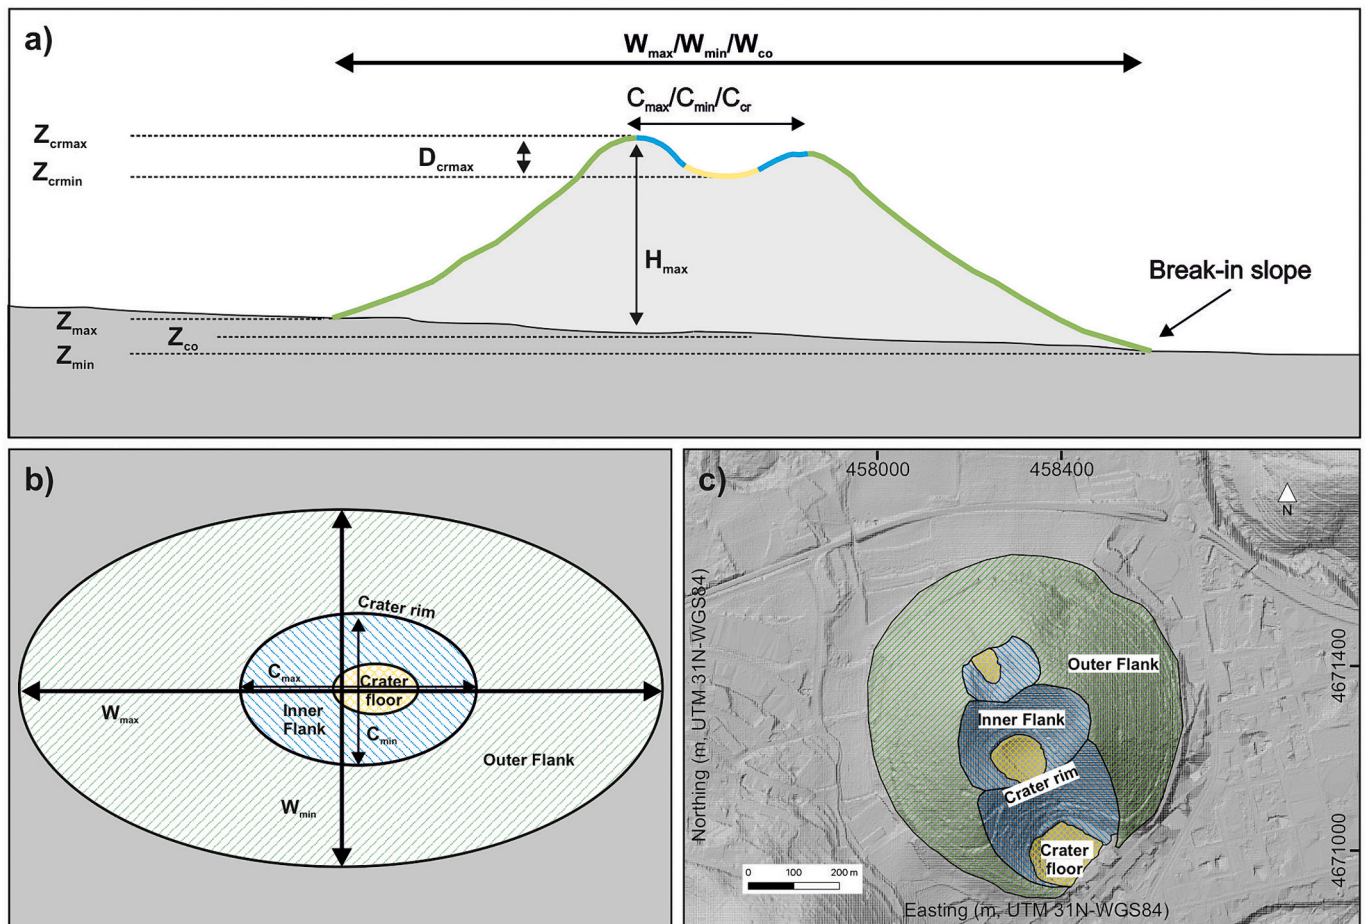 a)
Wmax/Wmin/Wco
Cmax/Cmin/Ccr
Zcrmax
Dcrmax
Zcrmin
Hmax
Break-in slope
Zmax
Zco
Zmin
b)
Crater rim
Cmax
Crater
floor
Inner
Flank
Wmax
Cmin
Outer Flank
Wmin
c)
458000
458400
N
Northing (m, UTM 31N-WGS84)
4671400
4671000
Outer Flank
Inner Flank
Crater rim
Crater
floor
0 100 200 m
Easting (m, UTM 31N-WGS84)